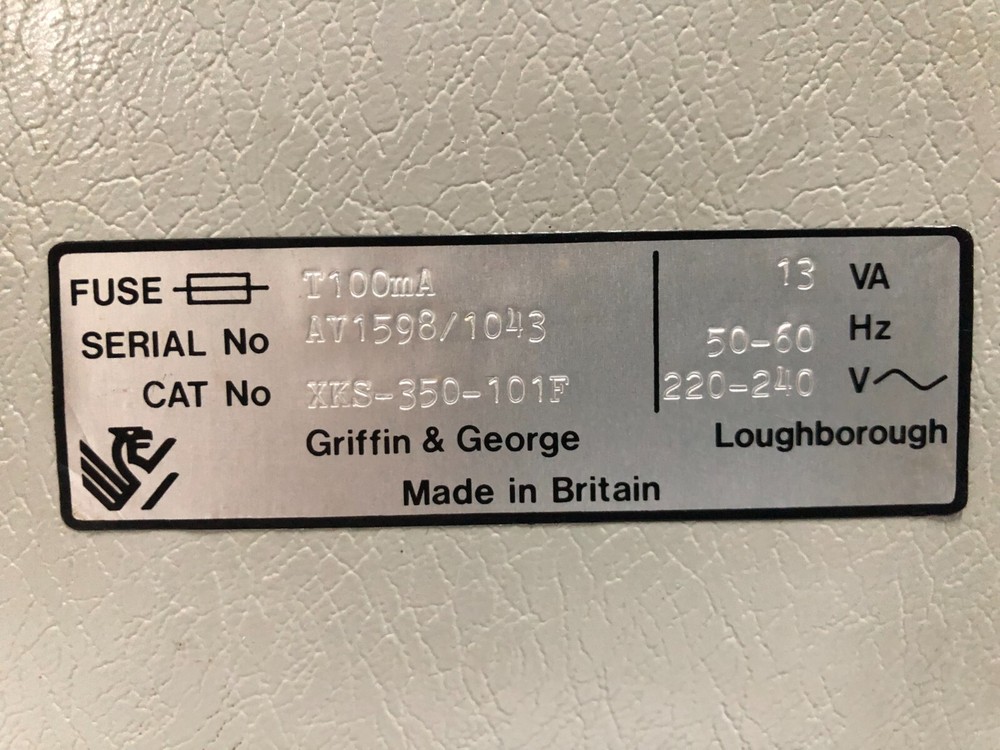 FUSE T100mA 13 VA
SERIAL No AV1598/1043 50-60 Hz
CAT No XKS-350-101F 220-240 V
Griffin & George Loughborough
Made in Britain